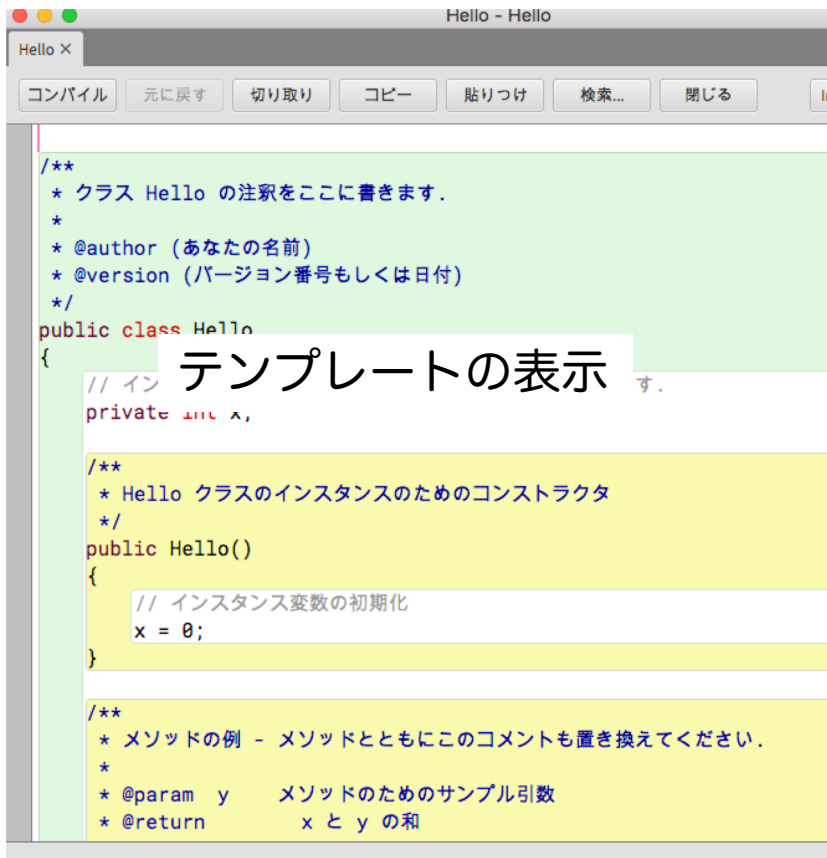 Hello - Hello
Hello ×
コンパイル 元に戻す 切り取り コピー 貼りつけ 検索... 閉じる
/**
* クラス Hello の注釈をここに書きます.
*
* @author (あなたの名前)
* @version (バージョン番号もしくは日付)
*/
public class Hello
{
テンプレートの表示
// イン す.
private int x;
/**
* Hello クラスのインスタンスのためのコンストラクタ
*/
public Hello()
{
// インスタンス変数の初期化
x = 0;
}
/**
* メソッドの例 - メソッドとともにこのコメントも置き換えてください.
*
* @param y メソッドのためのサンプル引数
* @return x と y の和